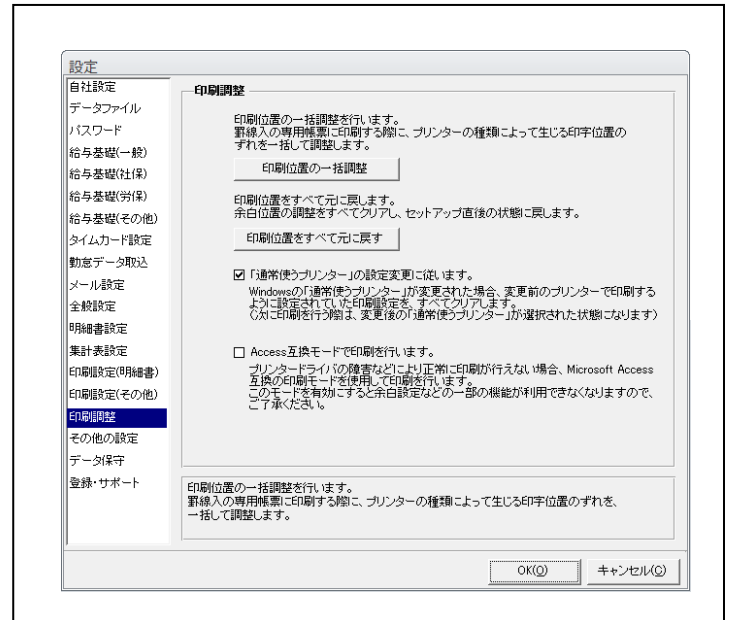 設定
自社設定
データファイル
パスワード
給与基礎(一般)
給与基礎(社保)
給与基礎(労保)
給与基礎(その他)
タイムカード設定
勤怠データ取込
メール設定
全般設定
明細書設定
集計表設定
印刷設定(明細書)
印刷設定(その他)
印刷調整
その他の設定
データ保守
登録・サポート
印刷調整
印刷位置の一括調整を行います。
罫線入の専用帳票に印刷する際に、プリンターの種類によって生じる印字位置の
ずれを一括して調整します。
印刷位置の一括調整
印刷位置をすべて元に戻します。
余白位置の調整をすべてクリアし、セットアップ直後の状態に戻します。
印刷位置をすべて元に戻す
「通常使うプリンター」の設定変更に従います。
Windowsの「通常使うプリンター」が変更された場合、変更前のプリンターで印刷する
ように設定されていた印刷設定を、すべてクリアします。
(次に印刷を行う際は、変更後の「通常使うプリンター」が選択された状態になります)
Access互換モードで印刷を行います。
プリンタードライバの障害などにより正常に印刷が行えない場合、Microsoft Access
互換の印刷モードを使用して印刷を行います。
このモードを有効にすると余白設定などの一部の機能が利用できなくなりますので、
ご了承ください。
印刷位置の一括調整を行います。
罫線入の専用帳票に印刷する際に、プリンターの種類によって生じる印字位置のずれを、
一括して調整します。
OK(O)
キャンセル(C)